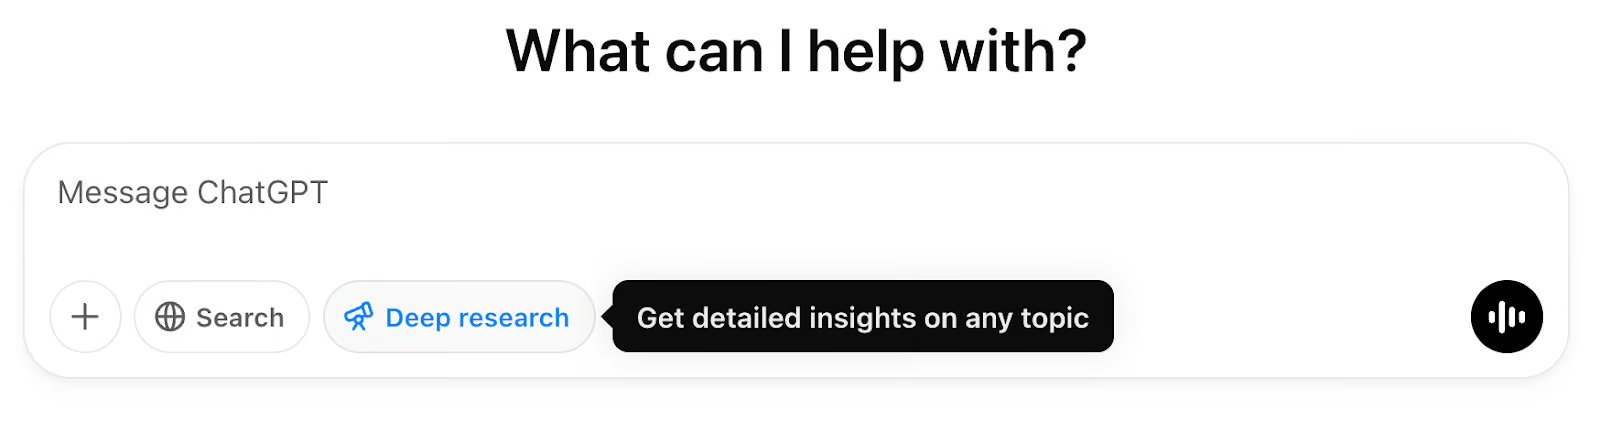 What can I help with?
Message ChatGPT
Search
Deep research
Get detailed insights on any topic